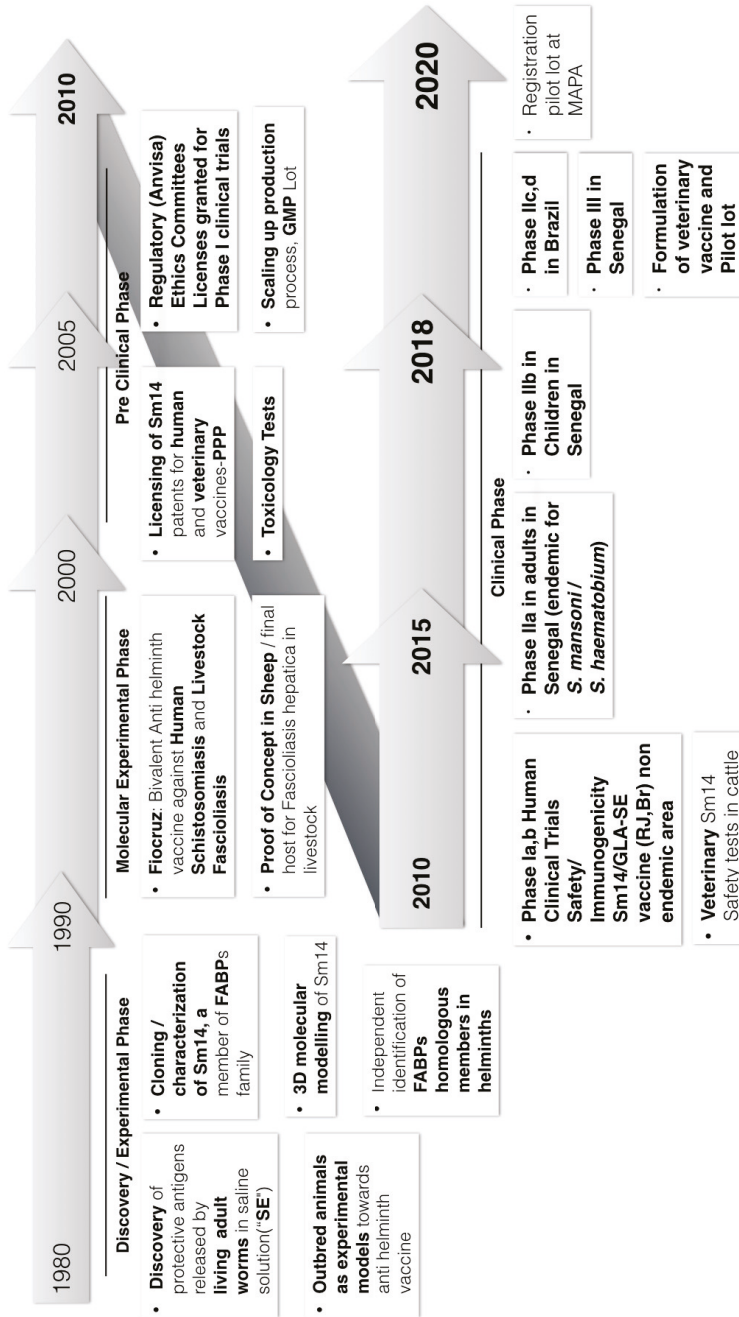 1980
1990
2000
2005
2010
Discovery / Experimental Phase
Molecular Experimental Phase
Pre Clinical Phase
• Discovery of
protective antigens
released by
living adult
worms in saline
solution("SE")
• Outbred animals
as experimental
models towards
anti helminth
vaccine
• Cloning /
characterization
of Sm14, a
member of FABPs
family
• 3D molecular
modelling of Sm14
• Independent
identification of
FABPs
homologous
members in
helminths
• Fiocruz: Bivalent Anti helminth
vaccine against Human
Schistosomiasis and Livestock
Fascioliasis
• Proof of Concept in Sheep / final
host for Fascioliasis hepatica in
livestock
• Licensing of Sm14
patents for human
and veterinary
vaccines-PPP
• Toxicology Tests
• Regulatory (Anvisa)
Ethics Committees
Licenses granted for
Phase I clinical trials
• Scaling up production
process, GMP Lot
2010
2015
2018
2020
Clinical Phase
• Phase Ia,b Human
Clinical Trials
Safety/
Immunogenicity
Sm14/GLA-SE
vaccine (RJ,Br) non
endemic area
• Veterinary Sm14
Safety tests in cattle
• Phase IIa in adults in
Senegal (endemic for
S. mansoni /
S. haematobium)
• Phase IIb in
Children in
Senegal
• Phase IIc,d
in Brazil
• Phase III in
Senegal
• Formulation
of veterinary
vaccine and
Pilot lot
• Registration
pilot lot at
MAPA